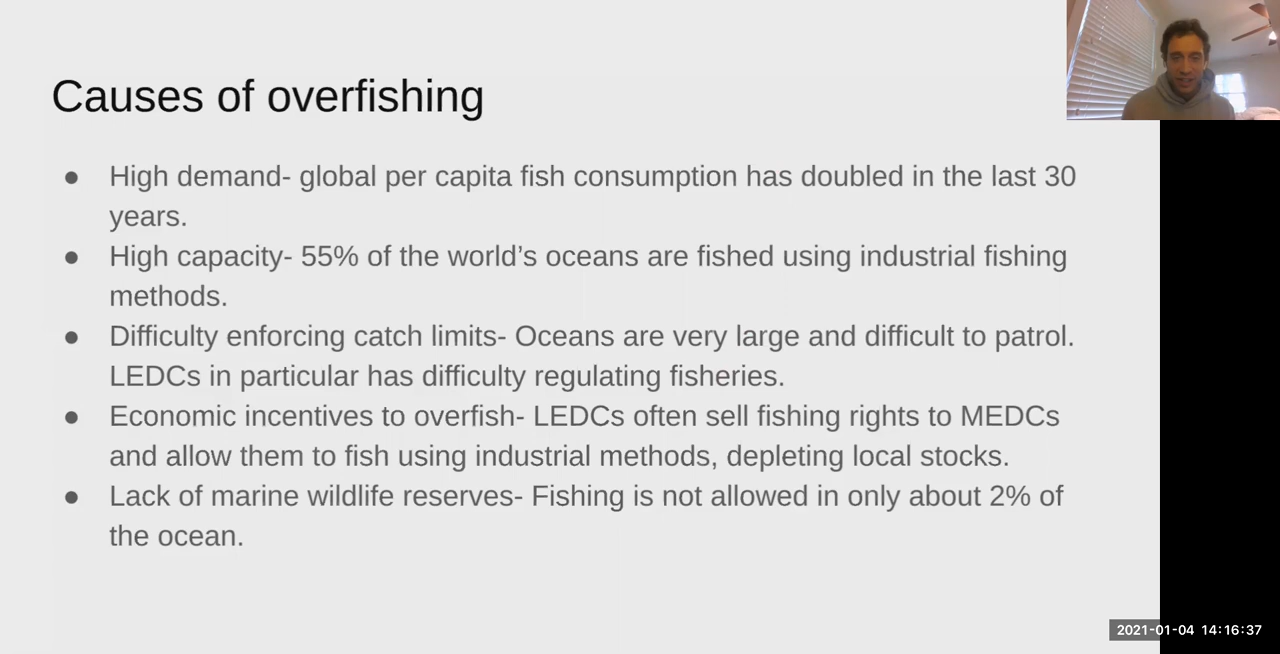 Causes of overfishing
● High demand- global per capita fish consumption has doubled in the last 30
years.
● High capacity- 55% of the world’s oceans are fished using industrial fishing
methods.
● Difficulty enforcing catch limits- Oceans are very large and difficult to patrol.
LEDCs in particular has difficulty regulating fisheries.
● Economic incentives to overfish- LEDCs often sell fishing rights to MEDCs
and allow them to fish using industrial methods, depleting local stocks.
● Lack of marine wildlife reserves- Fishing is not allowed in only about 2% of
the ocean.
2021-01-04 14:16:37